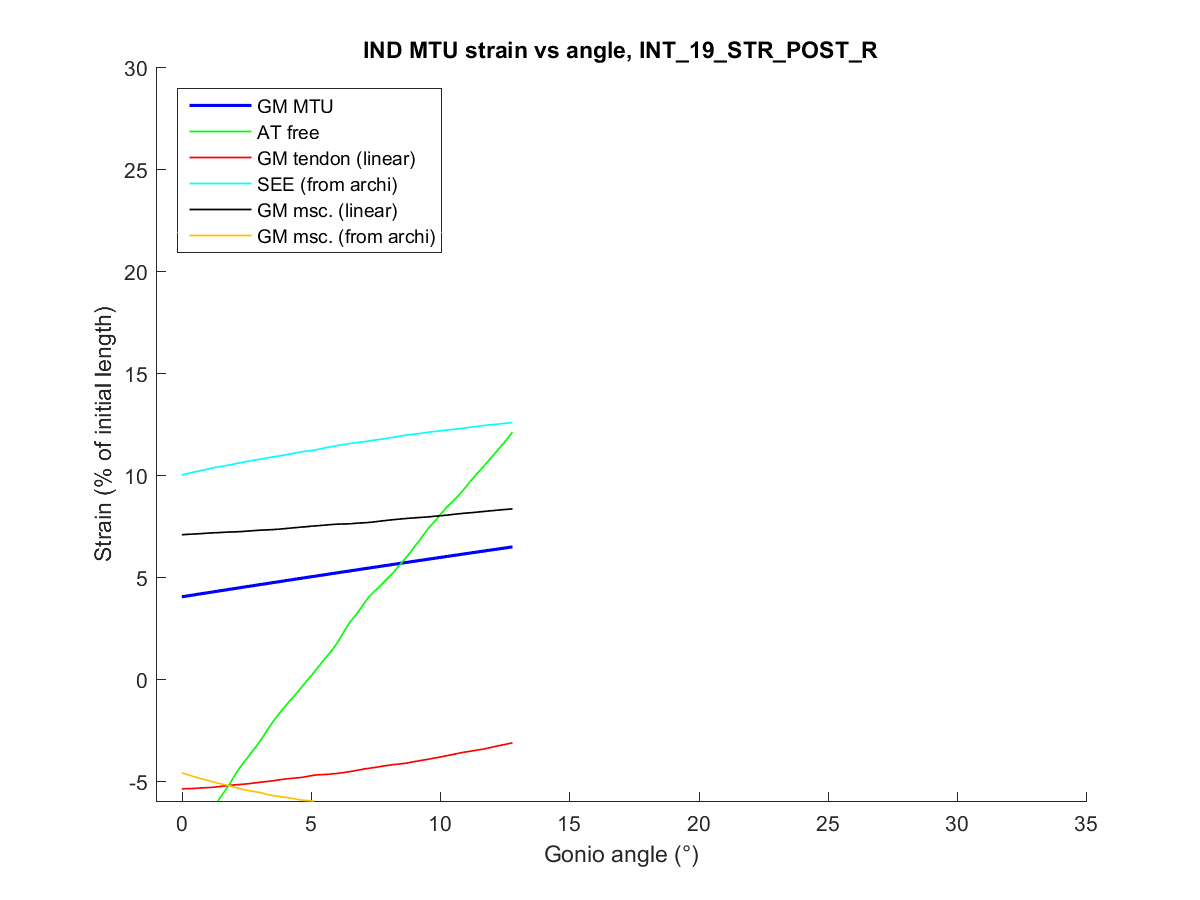 IND MTU strain vs angle, INT_19_STR_POST_R
30
25
20
15
10
5
0
-5
Strain (% of initial length)
GM MTU
AT free
GM tendon (linear)
SEE (from archi)
GM msc. (linear)
GM msc. (from archi)
0 5 10 15 20 25 30 35
Gonio angle (°)